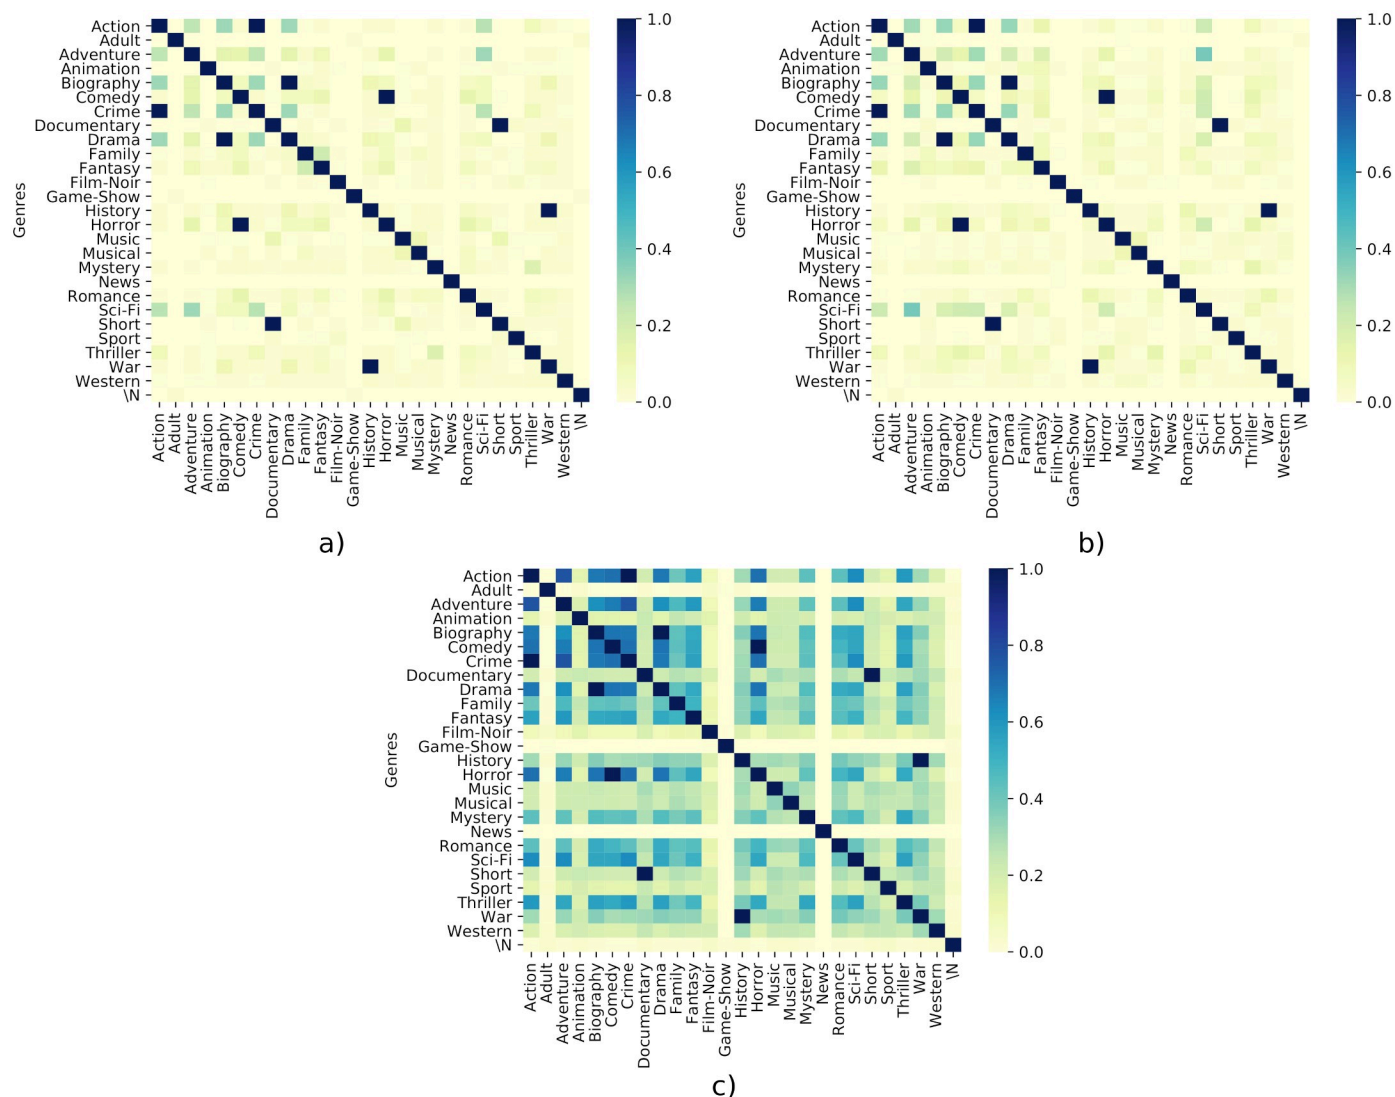 Genres
Action
Adult
Adventure
Animation
Biography
Comedy
Crime
Documentary
Drama
Family
Fantasy
Film-Noir
Game-Show
History
Horror
Music
Musical
Mystery
News
Romance
Sci-Fi
Short
Sport
Thriller
War
Western
\N
Action
Adult
Adventure
Animation
Biography
Comedy
Crime
Documentary
Drama
Family
Fantasy
Film-Noir
Game-Show
History
Horror
Music
Musical
Mystery
News
Romance
Sci-Fi
Short
Sport
Thriller
War
Western
\N
1.0
0.8
0.6
0.4
0.2
0.0
a)
Genres
Action
Adult
Adventure
Animation
Biography
Comedy
Crime
Documentary
Drama
Family
Fantasy
Film-Noir
Game-Show
History
Horror
Music
Musical
Mystery
News
Romance
Sci-Fi
Short
Sport
Thriller
War
Western
\N
Action
Adult
Adventure
Animation
Biography
Comedy
Crime
Documentary
Drama
Family
Fantasy
Film-Noir
Game-Show
History
Horror
Music
Musical
Mystery
News
Romance
Sci-Fi
Short
Sport
Thriller
War
Western
\N
1.0
0.8
0.6
0.4
0.2
0.0
b)
Genres
Action
Adult
Adventure
Animation
Biography
Comedy
Crime
Documentary
Drama
Family
Fantasy
Film-Noir
Game-Show
History
Horror
Music
Musical
Mystery
News
Romance
Sci-Fi
Short
Sport
Thriller
War
Western
\N
Action
Adult
Adventure
Animation
Biography
Comedy
Crime
Documentary
Drama
Family
Fantasy
Film-Noir
Game-Show
History
Horror
Music
Musical
Mystery
News
Romance
Sci-Fi
Short
Sport
Thriller
War
Western
\N
1.0
0.8
0.6
0.4
0.2
0.0
c)